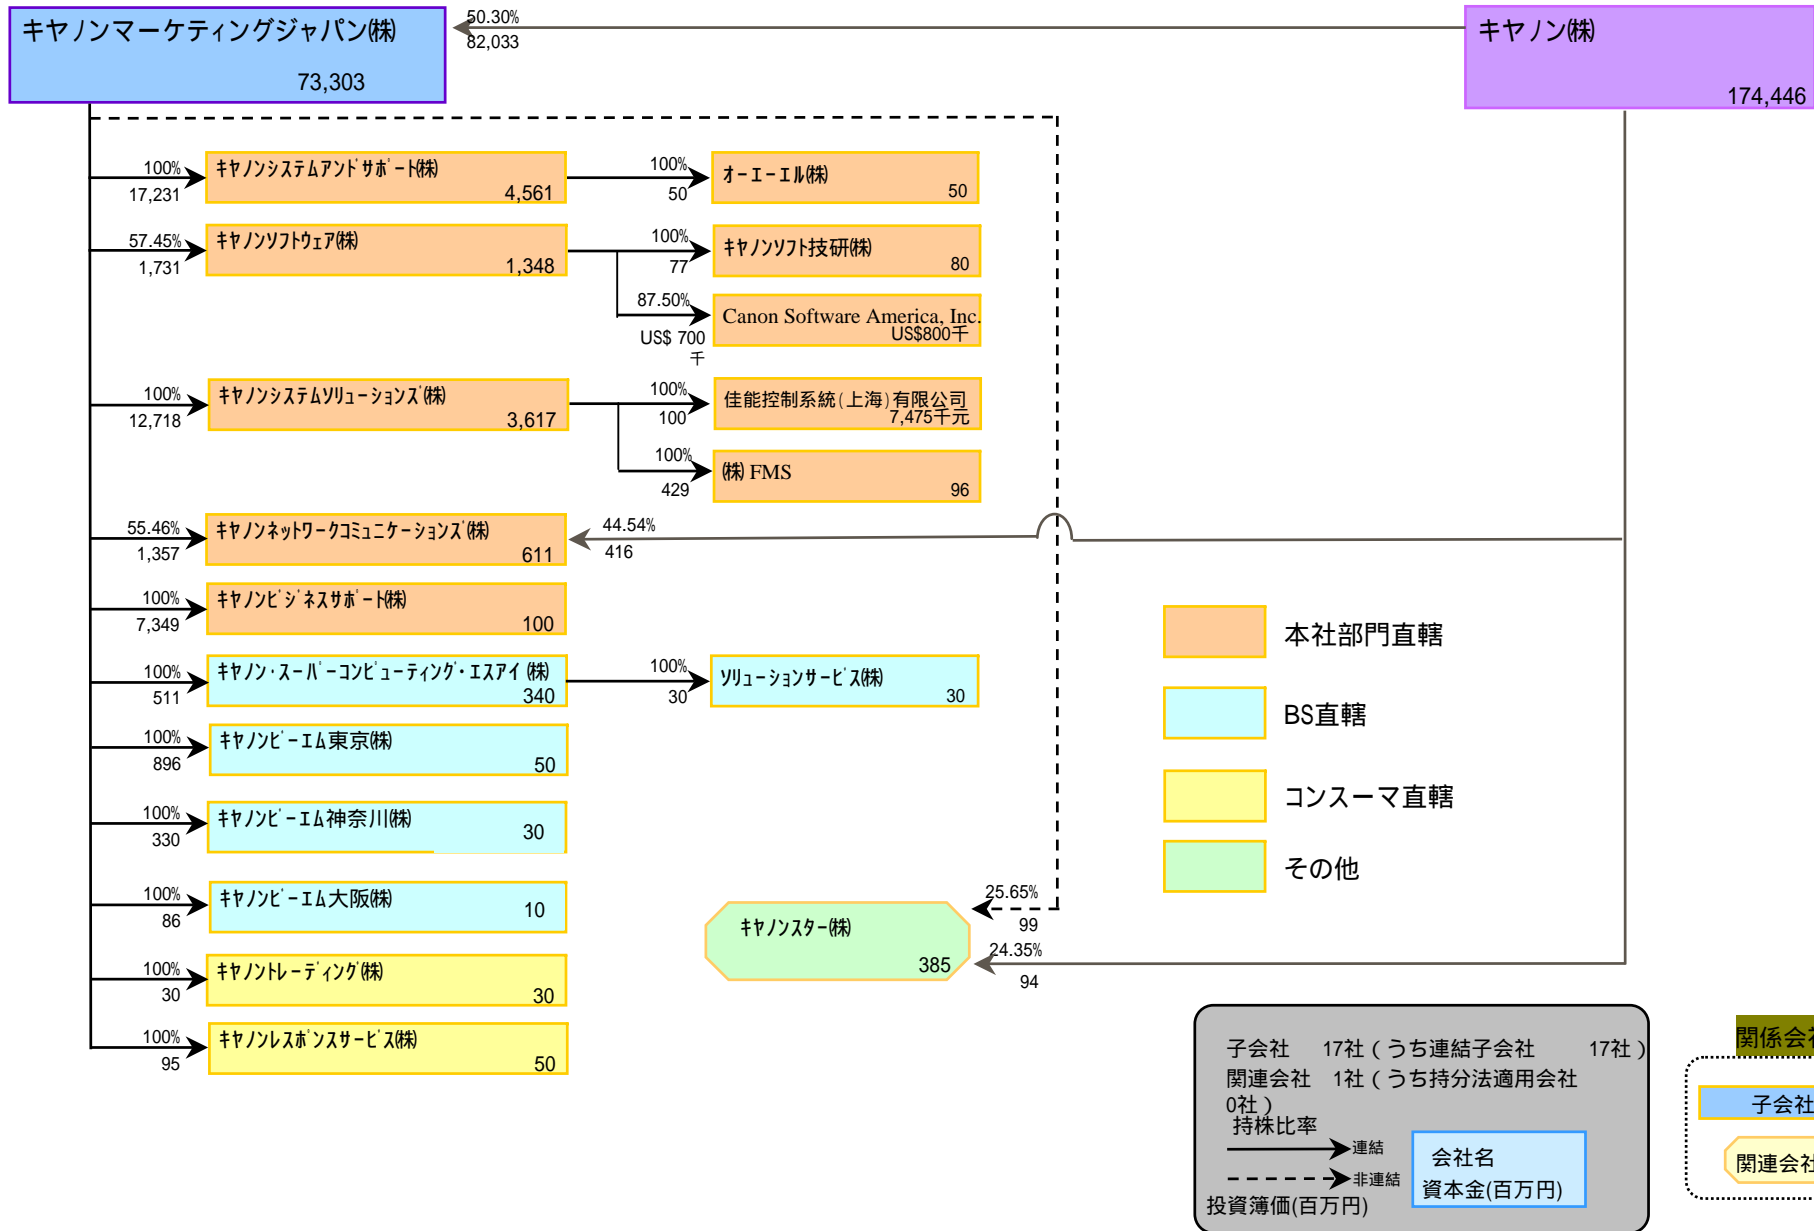 キヤノンマーケティングジャパン㈱
73,303
50.30%
82,033
キヤノン㈱
174,446
100%
17,231
キヤノンシステムアンドサポート㈱
4,561
100%
50
オーエーエル㈱
50
57.45%
1,731
キヤノンソフトウェア㈱
1,348
100%
77
キヤノンソフト技研㈱
80
87.50%
US$ 700
千
Canon Software America, Inc.
US$800千
100%
12,718
キヤノンシステムソリューションズ㈱
3,617
100%
100
佳能控制系統(上海)有限公司
7,475千元
100%
429
㈱ FMS
96
55.46%
1,357
キヤノンネットワークコミュニケーションズ㈱
611
44.54%
416
100%
7,349
キヤノンビジネスサポート㈱
100
100%
511
キヤノン・スーパーコンピューティング・エスアイ ㈱
340
100%
30
ソリューションサービス㈱
30
100%
896
キヤノンビーエム東京㈱
50
100%
330
キヤノンビーエム神奈川㈱
30
100%
86
キヤノンビーエム大阪㈱
10
100%
30
キヤノントレーディング㈱
30
100%
95
キヤノンレスポンスサービス㈱
50
本社部門直轄
BS直轄
コンスーマ直轄
その他
キヤノンスター㈱
385
25.65%
99
24.35%
94
子会社 17社 ( うち連結子会社 17社 )
関連会社 1社 ( うち持分法適用会社
0社 )
持株比率
連結
非連結
投資簿価(百万円)
会社名
資本金(百万円)
関係会社
子会社
関連会社